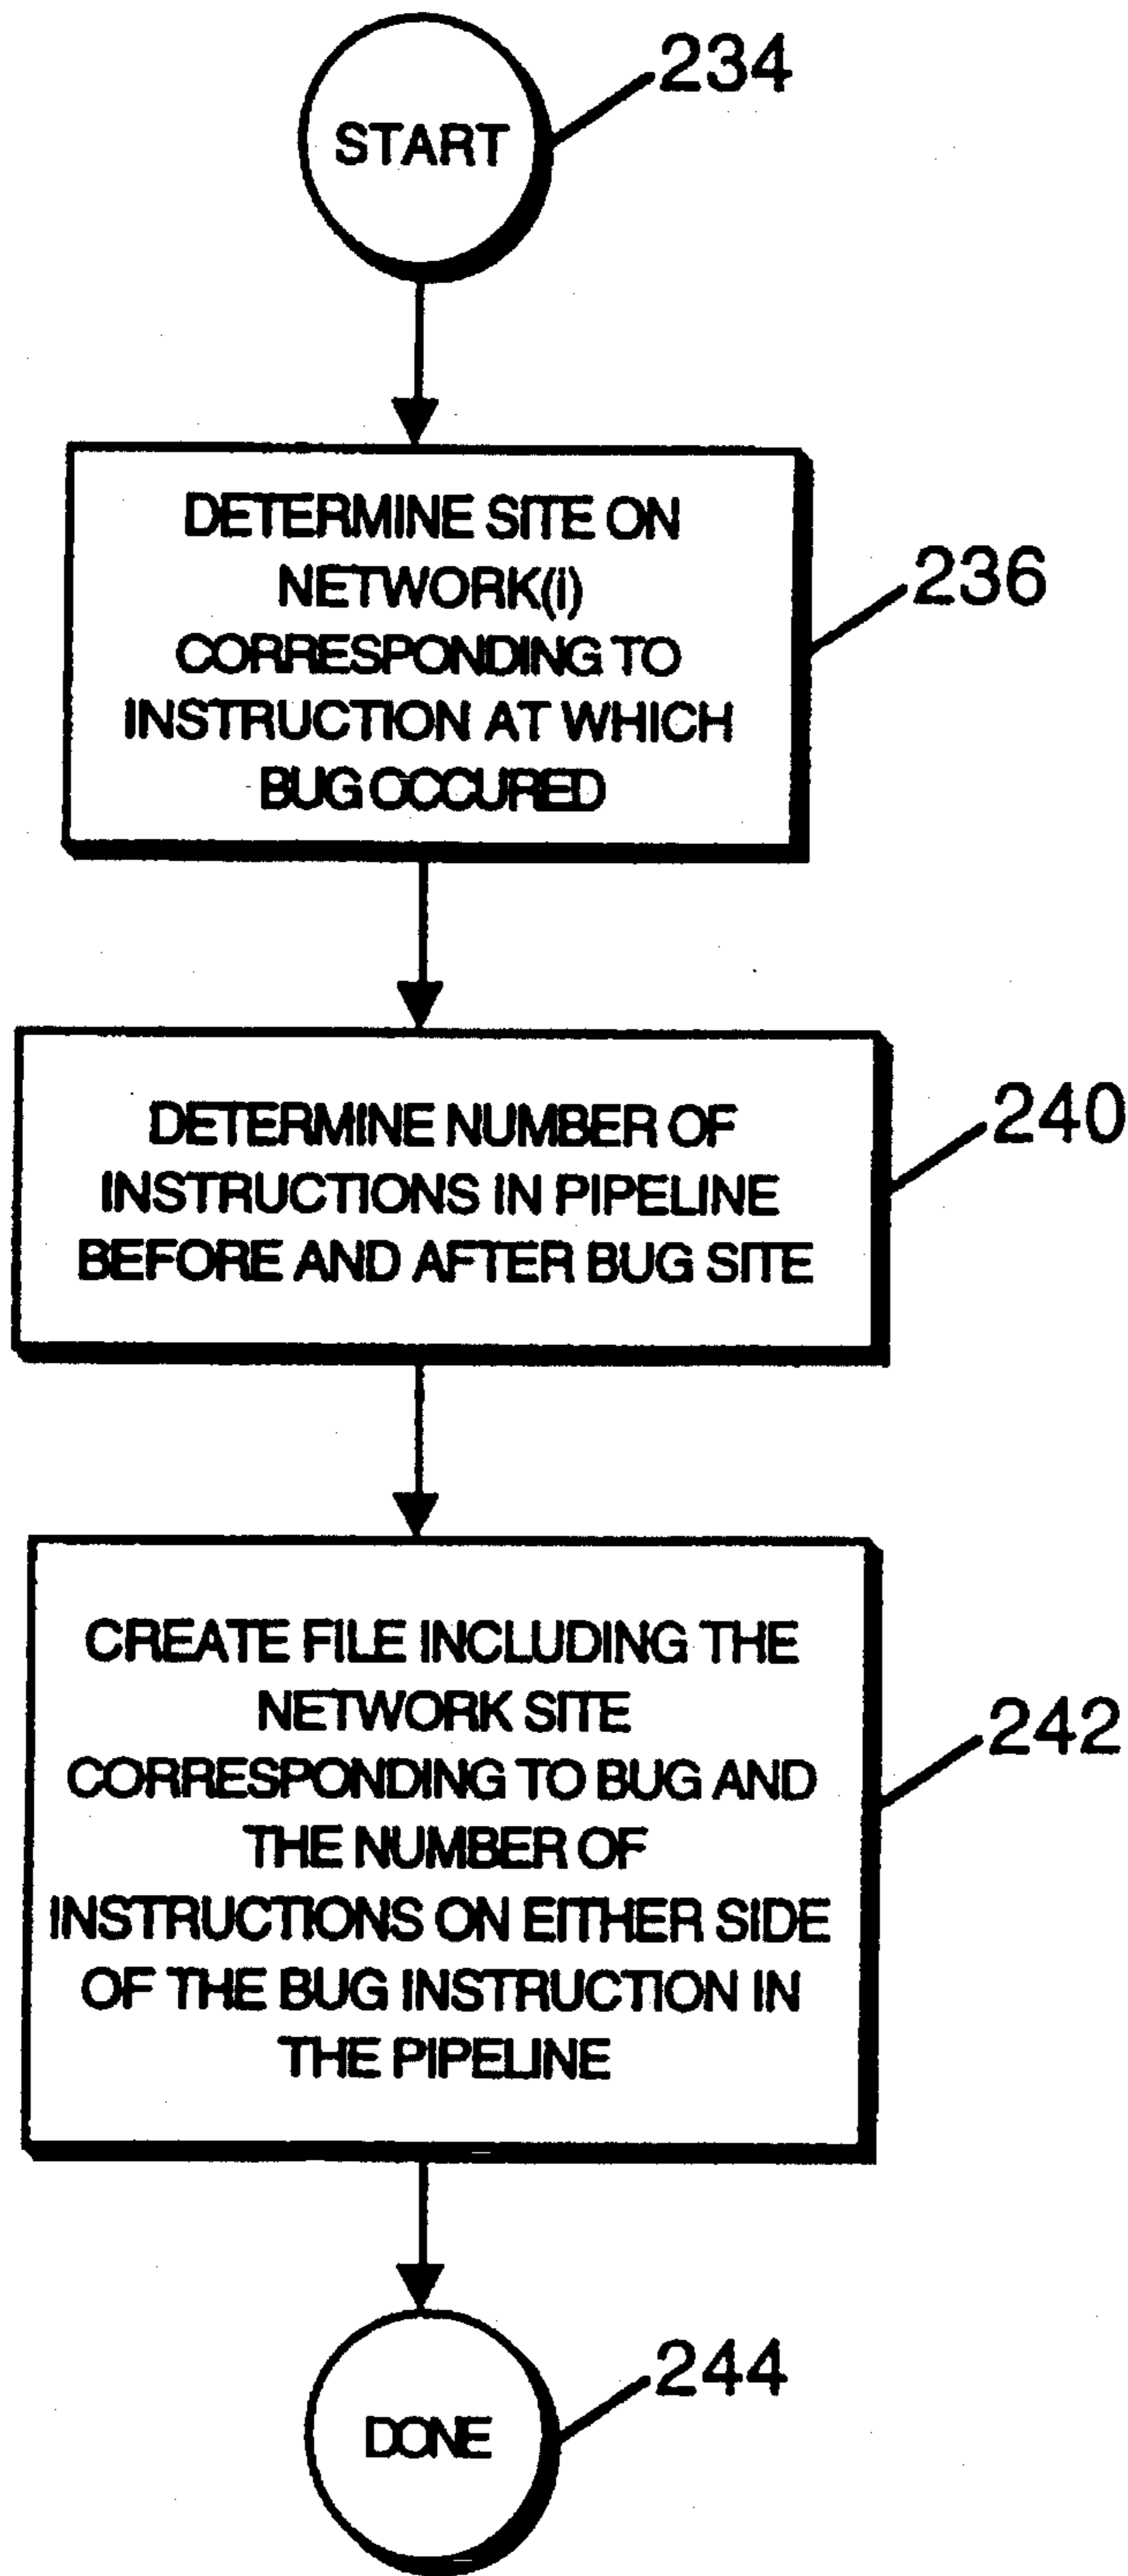 START
234
DETERMINE SITE ON
NETWORK(i)
CORRESPONDING TO
INSTRUCTION AT WHICH
BUG OCCURED
236
DETERMINE NUMBER OF
INSTRUCTIONS IN PIPELINE
BEFORE AND AFTER BUG SITE
240
CREATE FILE INCLUDING THE
NETWORK SITE
CORRESPONDING TO BUG AND
THE NUMBER OF
INSTRUCTIONS ON EITHER SIDE
OF THE BUG INSTRUCTION IN
THE PIPELINE
242
DONE
244